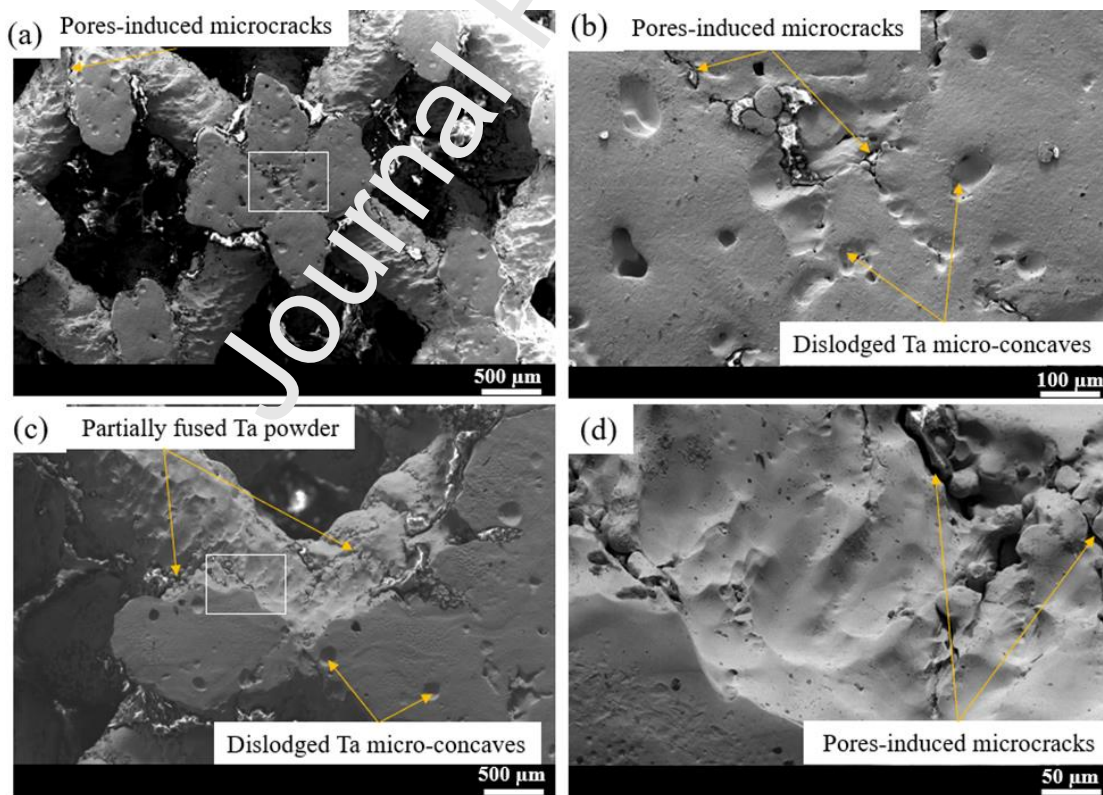 (a)
Pores-induced microcracks
500 µm
(b)
Pores-induced microcracks
Dislodged Ta micro-concaves
100 µm
(c)
Partially fused Ta powder
Dislodged Ta micro-concaves
500 µm
(d)
Pores-induced microcracks
50 µm
Journal